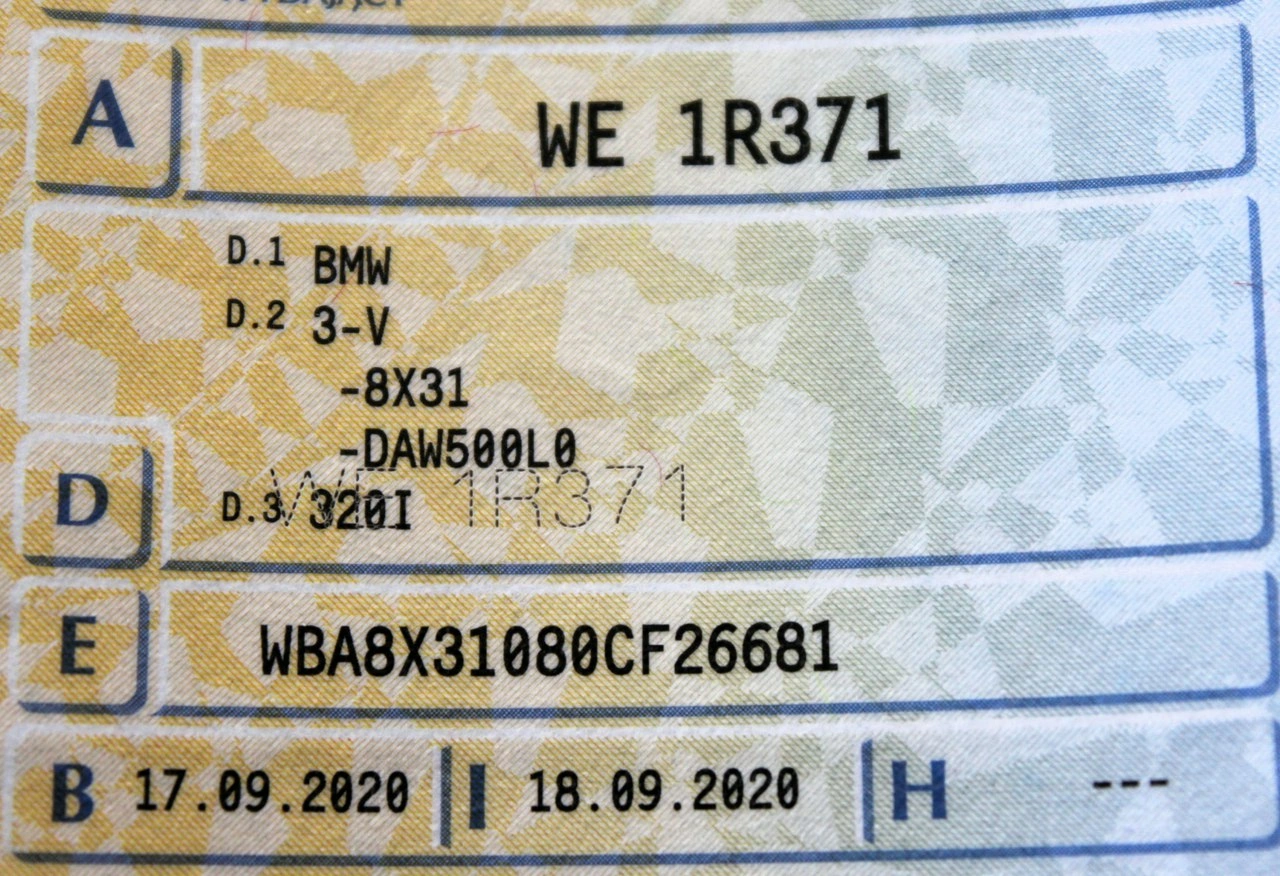 A WE 1R371
D.1 BMW
D.2 3-V
-8X31
-DAW500L0
WE 1R371
D D.3 320I
E WBA8X31080CF26681
B 17.09.2020 I 18.09.2020 H ---